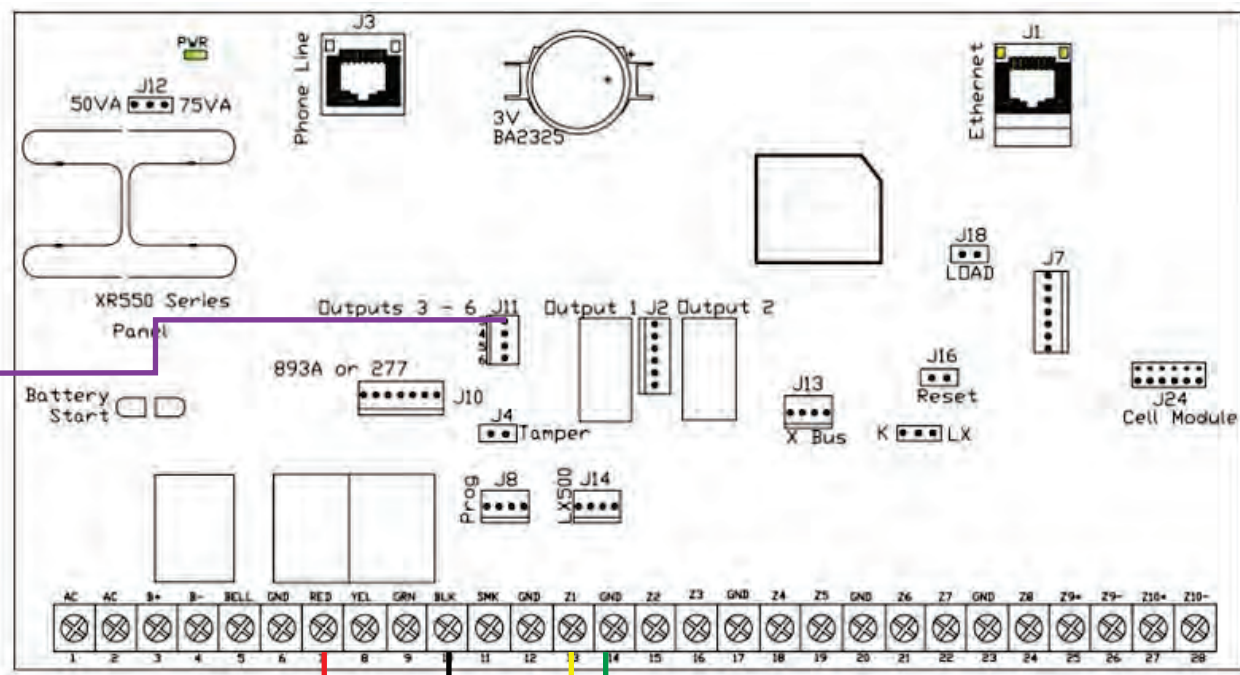 PWR
J3
J1
Phone Line
3V
BA2325
Ethernet
J12
50VA 75VA
J18
LOAD
J7
XR550 Series
Panel
Outputs 3 - 6 J11
4
5
6
Output 1 J2 Output 2
893A or 277
J10
Battery
Start
J4
Tamper
J13
X Bus
J16
Reset
K LX
J24
Cell Module
Prog
J8
LX500
J14
AC AC B+ B- BELL GND RED YEL GRN BLK SMK GND Z1 GND Z2 Z3 GND Z4 Z5 GND Z6 Z7 GND Z8 Z9+ Z9- Z10+ Z10-
1 2 3 4 5 6 7 8 9 10 11 12 13 14 15 16 17 18 19 20 21 22 23 24 25 26 27 28